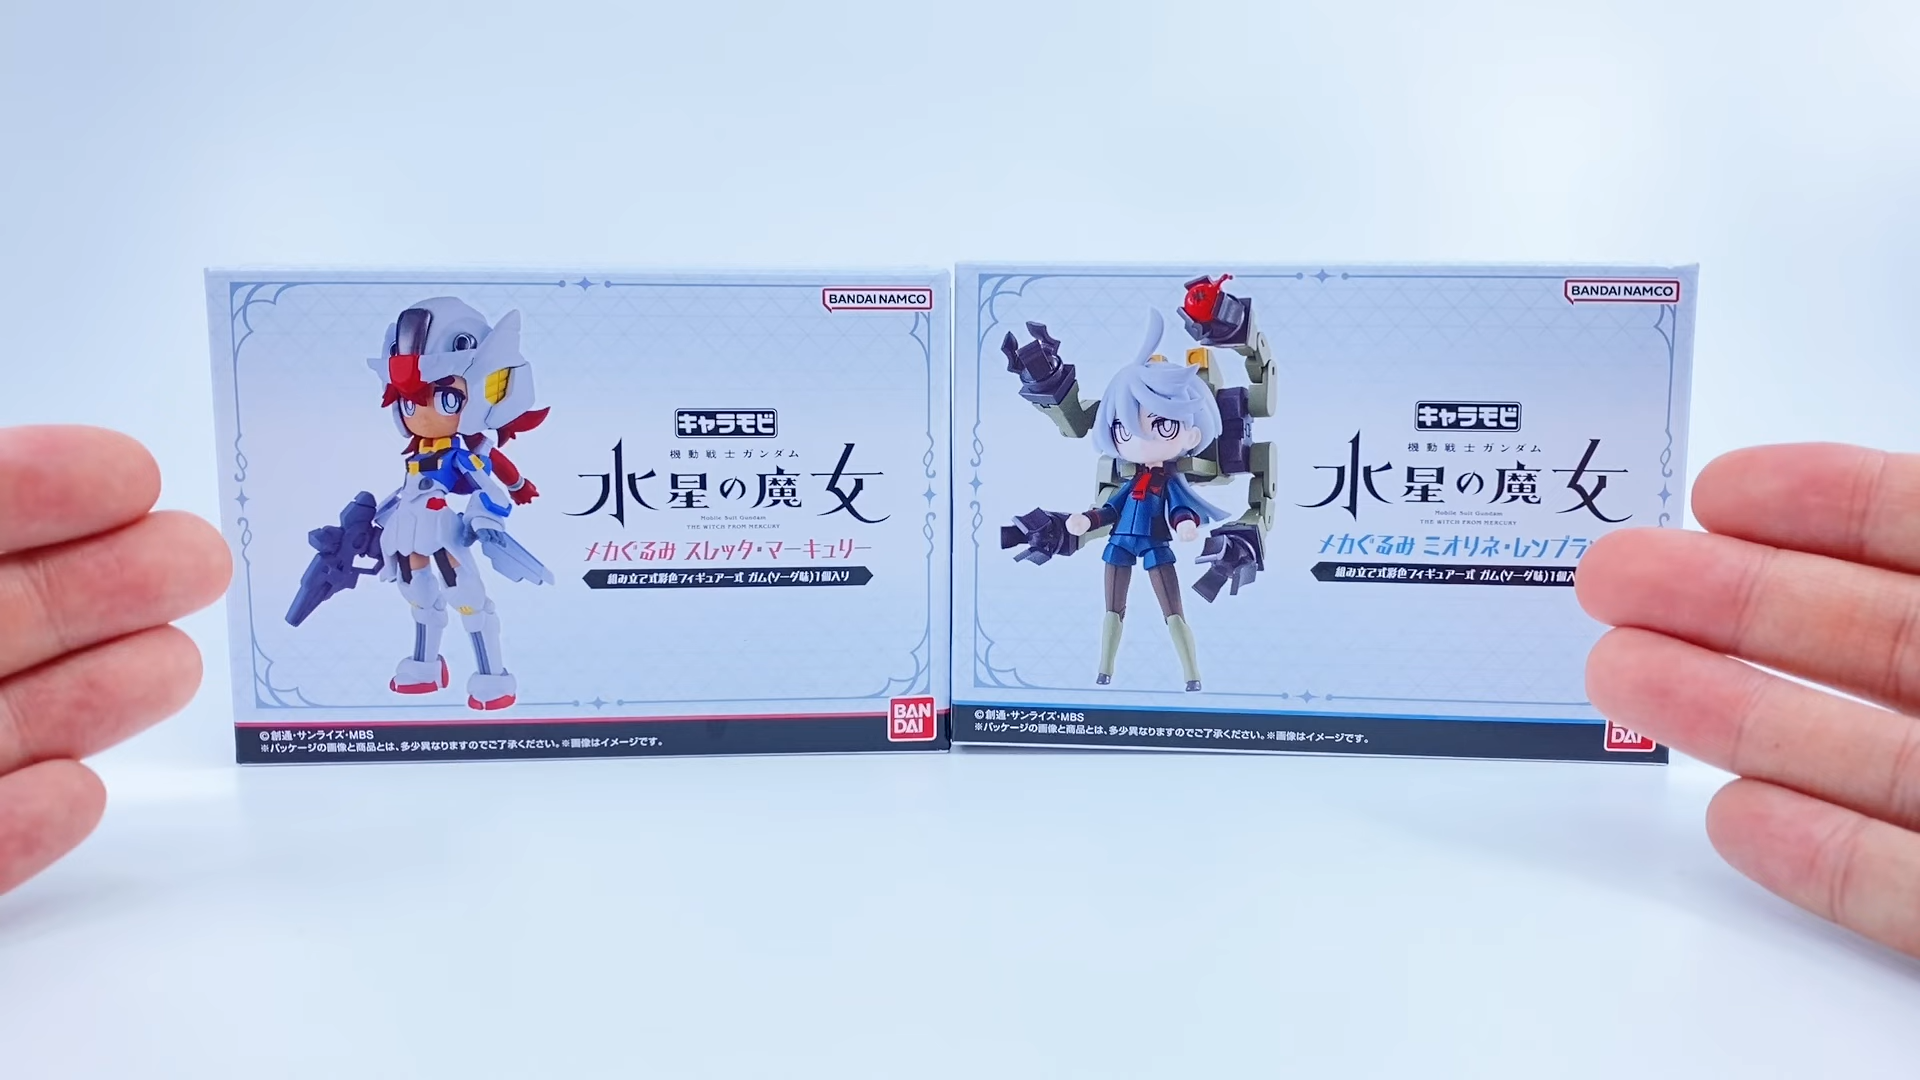 BANDAI NAMCO
キャラモビ
機動戦士ガンダム
水星の魔女
Mobile Suit Gundam
THE WITCH FROM MERCURY
メカぐるみ スレッタ・マーキュリー
組み立て式彩色フィギュア一式 ガム(ソーダ味)1個入り
©創通・サンライズ・MBS
※パッケージの画像と商品とは、多少異なりますのでご了承ください。※画像はイメージです。
BAN
DAI
BANDAI NAMCO
キャラモビ
機動戦士ガンダム
水星の魔女
Mobile Suit Gundam
THE WITCH FROM MERCURY
メカぐるみ ミオリネ・レンブラン
組み立て式彩色フィギュア一式 ガム(ソーダ味)1個入
©創通・サンライズ・MBS
※パッケージの画像と商品とは、多少異なりますのでご了承ください。※画像はイメージです。
DAI